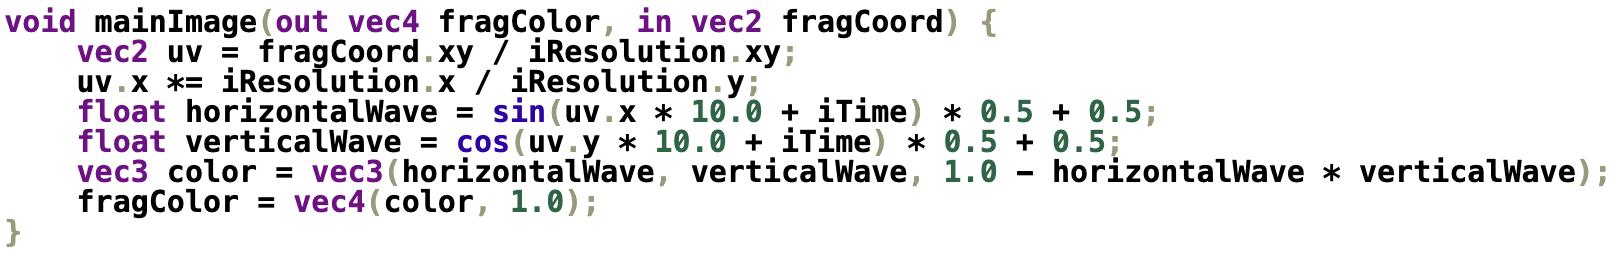 void mainImage(out vec4 fragColor, in vec2 fragCoord) {
    vec2 uv = fragCoord.xy / iResolution.xy;
    uv.x *= iResolution.x / iResolution.y;
    float horizontalWave = sin(uv.x * 10.0 + iTime) * 0.5 + 0.5;
    float verticalWave = cos(uv.y * 10.0 + iTime) * 0.5 + 0.5;
    vec3 color = vec3(horizontalWave, verticalWave, 1.0 - horizontalWave * verticalWave);
    fragColor = vec4(color, 1.0);
}